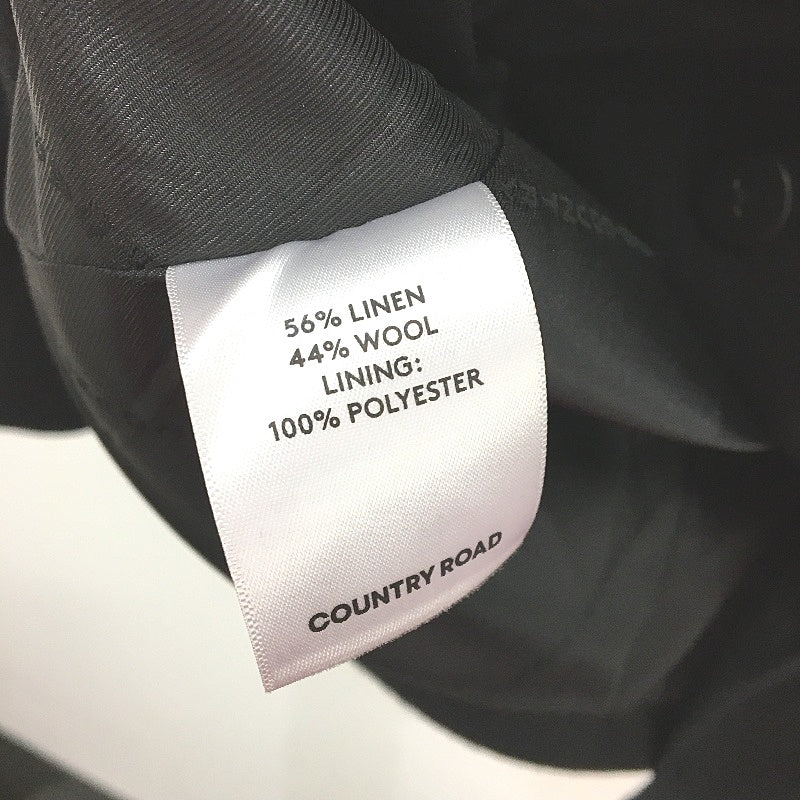 56% LINEN
44% WOOL
LINING:
100% POLYESTER
COUNTRY ROAD